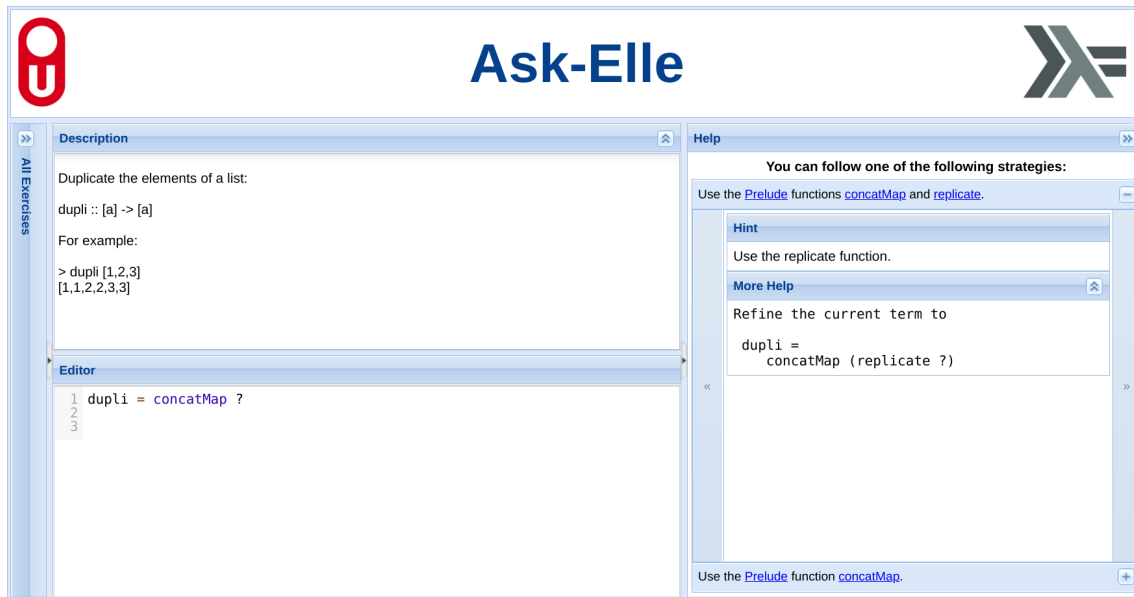 Ask-Elle
All Exercises
Description
Duplicate the elements of a list:
dupli :: [a] -> [a]
For example:
> dupli [1,2,3]
[1,1,2,2,3,3]
Editor
1 dupli = concatMap ?
2
3
Help
You can follow one of the following strategies:
Use the Prelude functions concatMap and replicate.
Hint
Use the replicate function.
More Help
Refine the current term to
dupli =
concatMap (replicate ?)
«
»
Use the Prelude function concatMap.